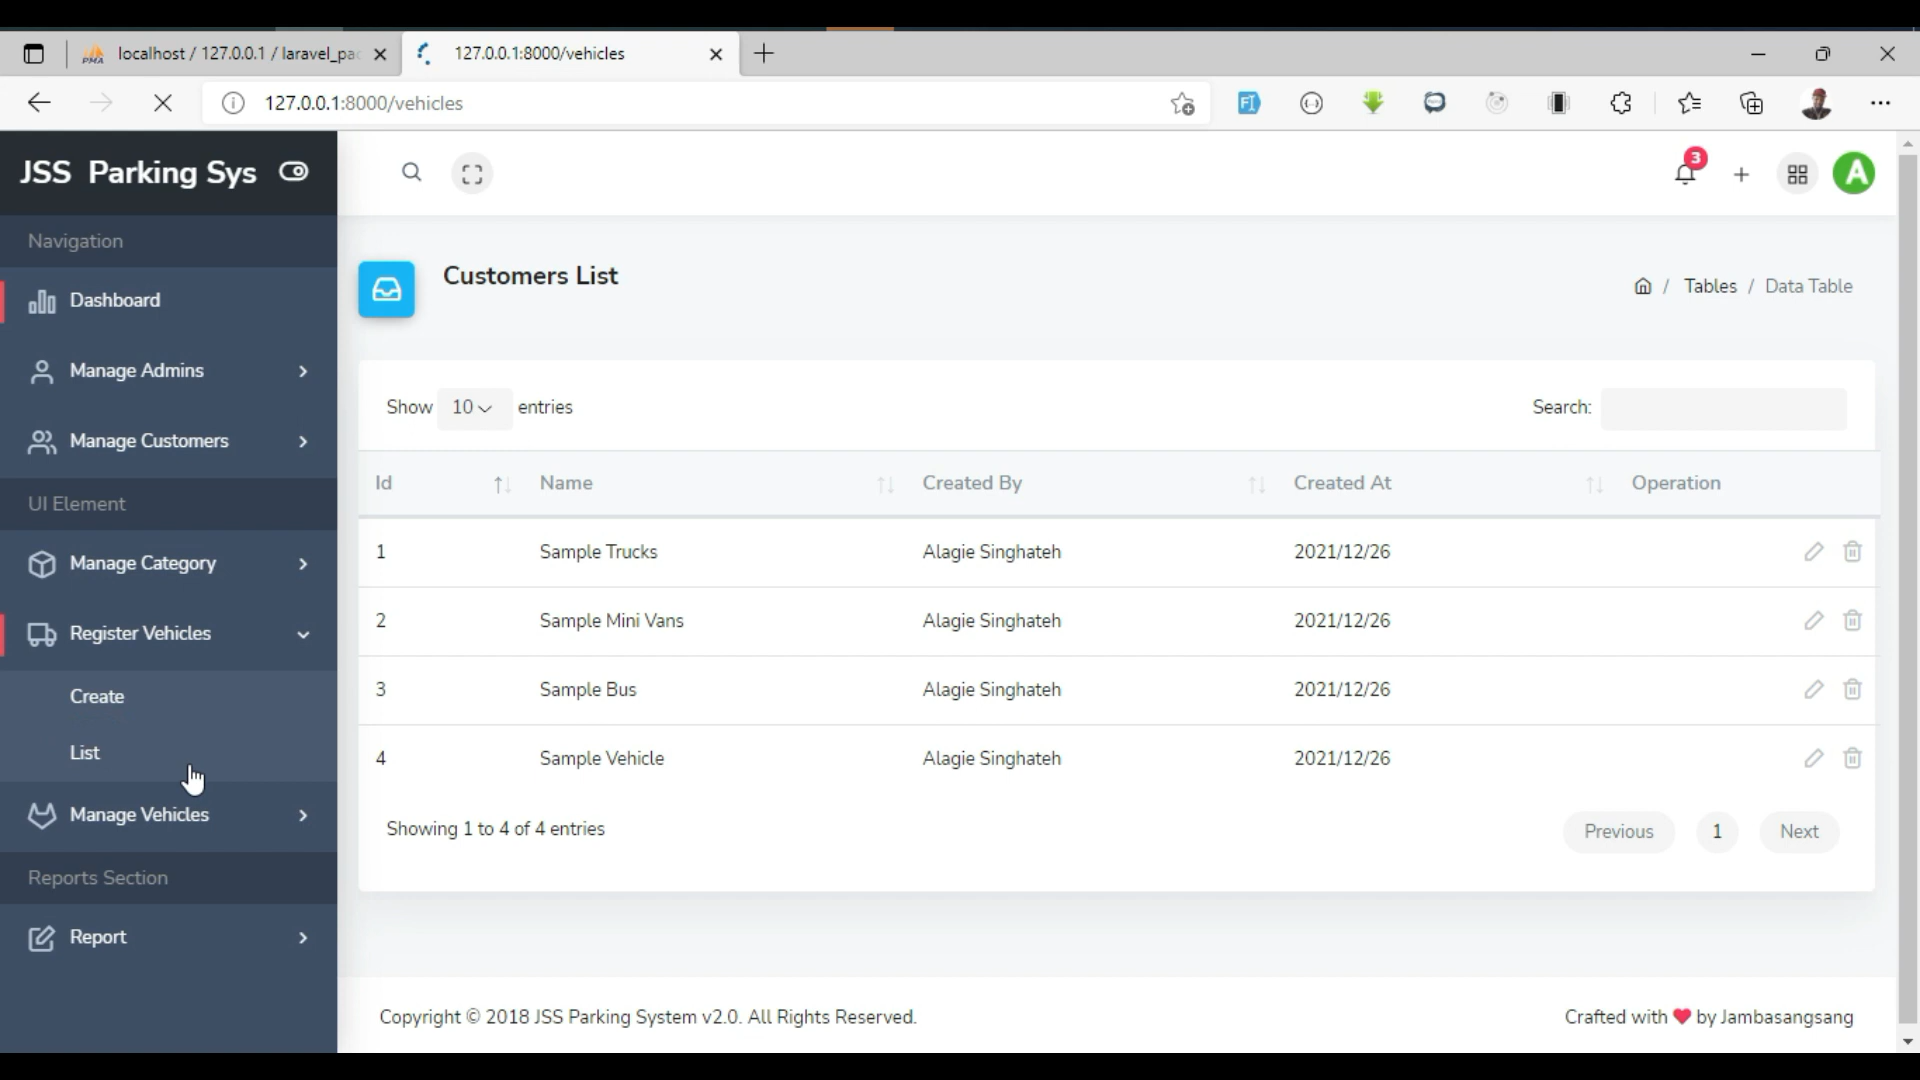 localhost / 127.0.0.1 / laravel_pac
127.0.0.1:8000/vehicles
127.0.0.1:8000/vehicles
JSS Parking Sys
3
A
Navigation
Dashboard
Manage Admins
Manage Customers
UI Element
Manage Category
Register Vehicles
Create
List
Manage Vehicles
Reports Section
Report
Customers List
/ Tables / Data Table
Show 10 entries
Search:
Id Name Created By Created At Operation
1 Sample Trucks Alagie Singhateh 2021/12/26
2 Sample Mini Vans Alagie Singhateh 2021/12/26
3 Sample Bus Alagie Singhateh 2021/12/26
4 Sample Vehicle Alagie Singhateh 2021/12/26
Showing 1 to 4 of 4 entries
Previous 1 Next
Copyright © 2018 JSS Parking System v2.0. All Rights Reserved.
Crafted with ❤ by Jambasangsang